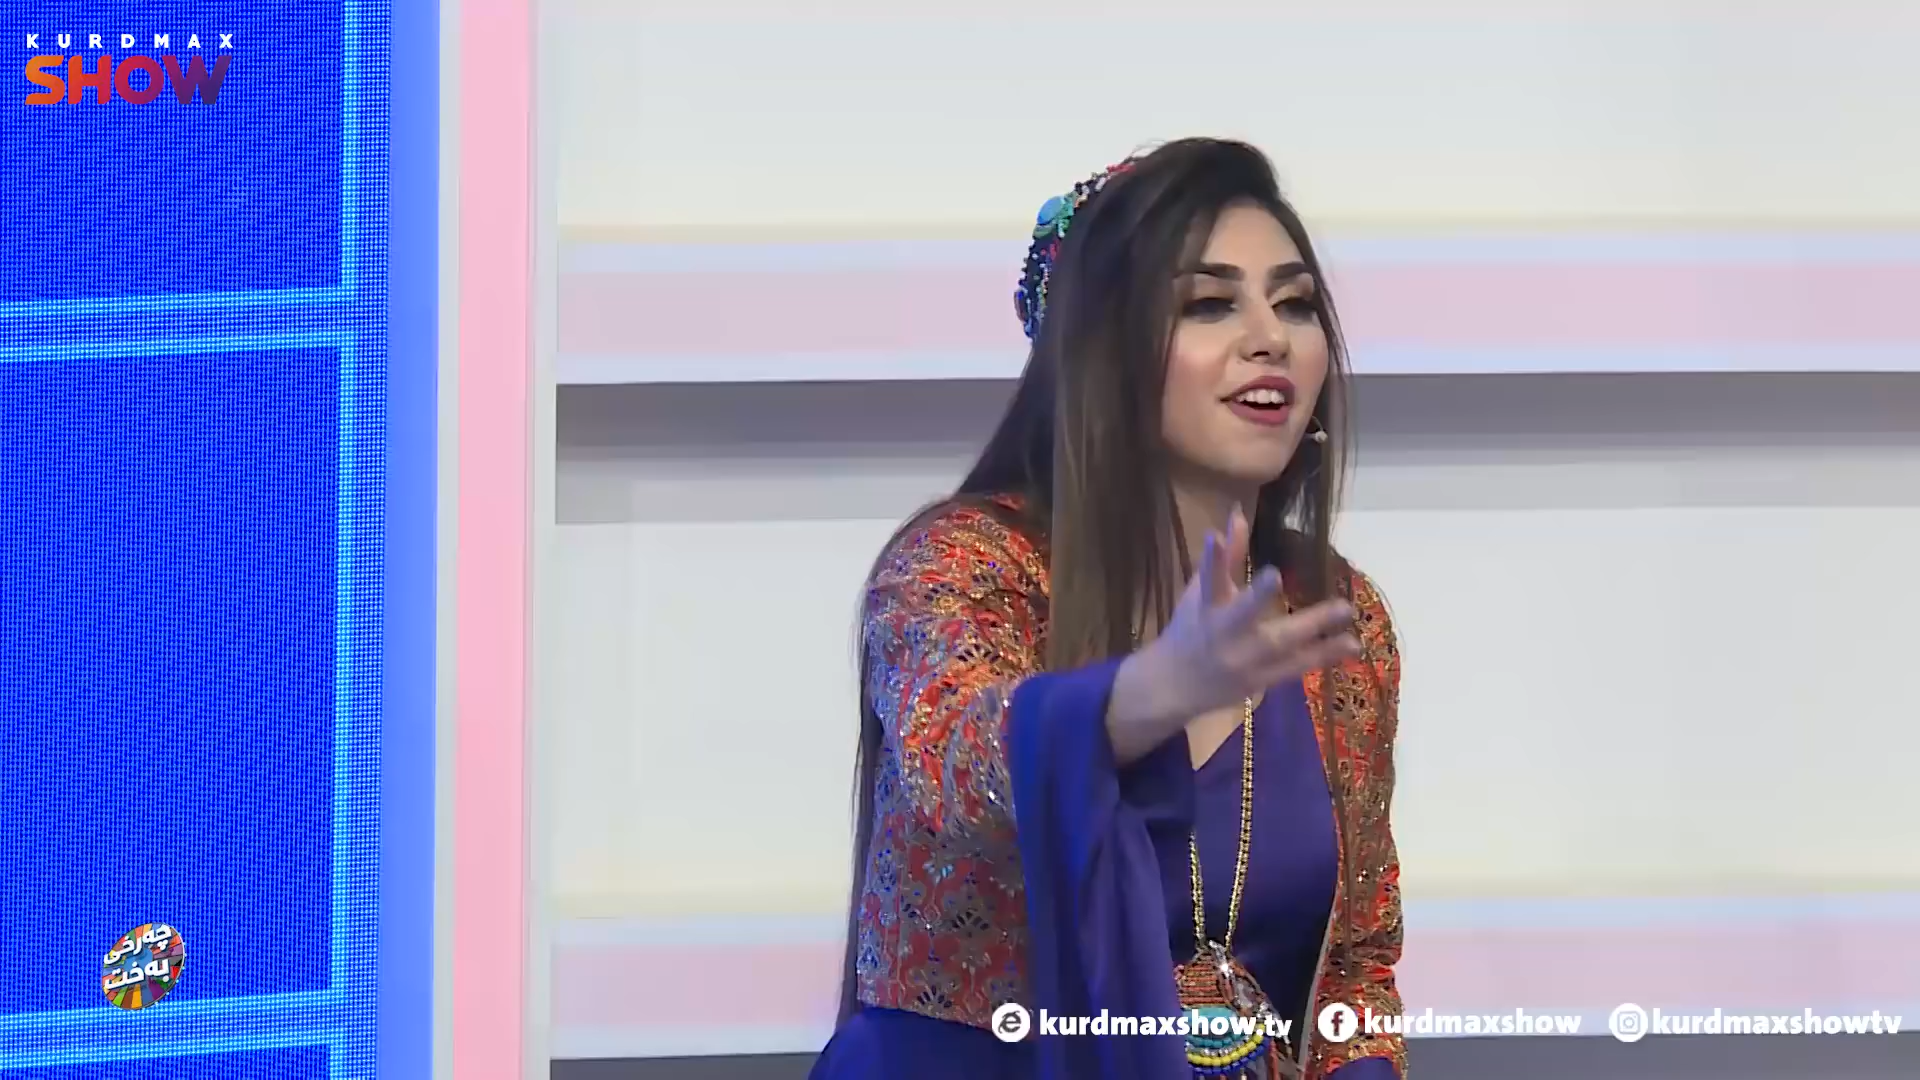 KURDMAX
SHOW
چەرخی
بەخت
kurdmaxshow.tv
kurdmaxshow
kurdmaxshowtv